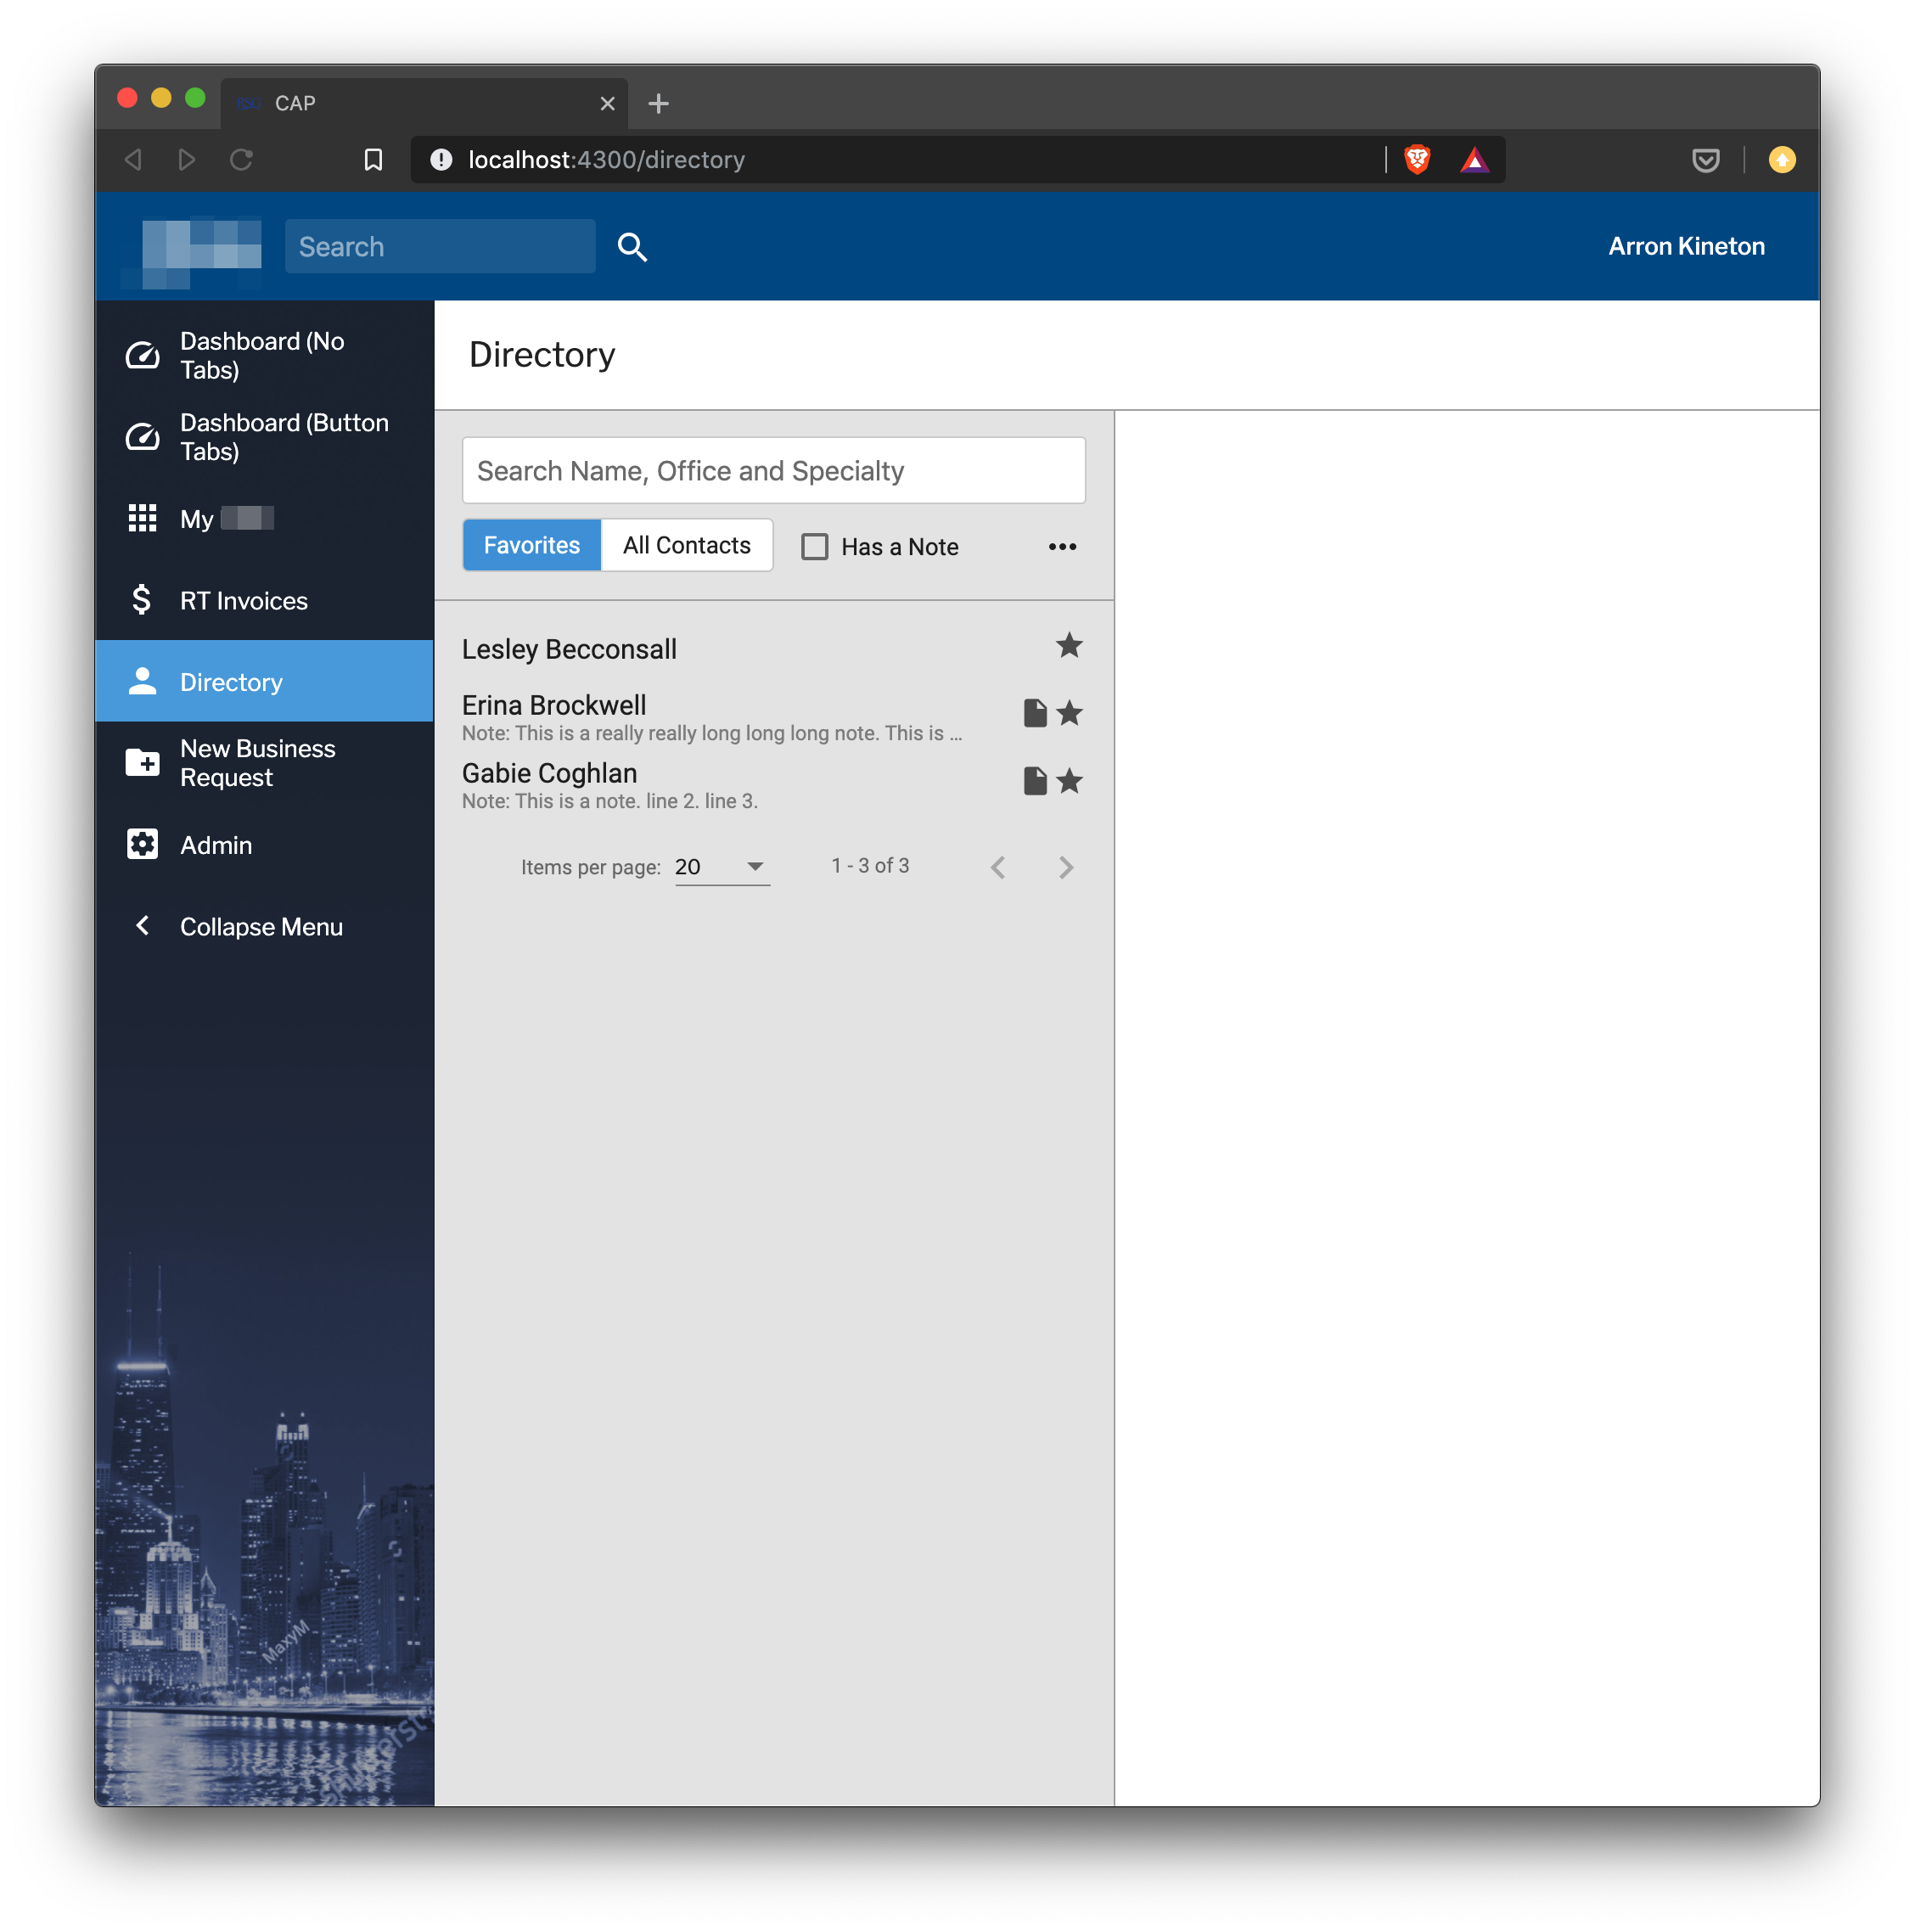 CAP
localhost:4300/directory
Search
Arron Kineton
Dashboard (No
Tabs)
Dashboard (Button
Tabs)
My
RT Invoices
Directory
New Business
Request
Admin
Collapse Menu
MaxyM
Directory
Search Name, Office and Specialty
Favorites
All Contacts
Has a Note
Lesley Becconsall
Erina Brockwell
Note: This is a really really long long long note. This is ...
Gabie Coghlan
Note: This is a note. line 2. line 3.
Items per page: 20
1 - 3 of 3